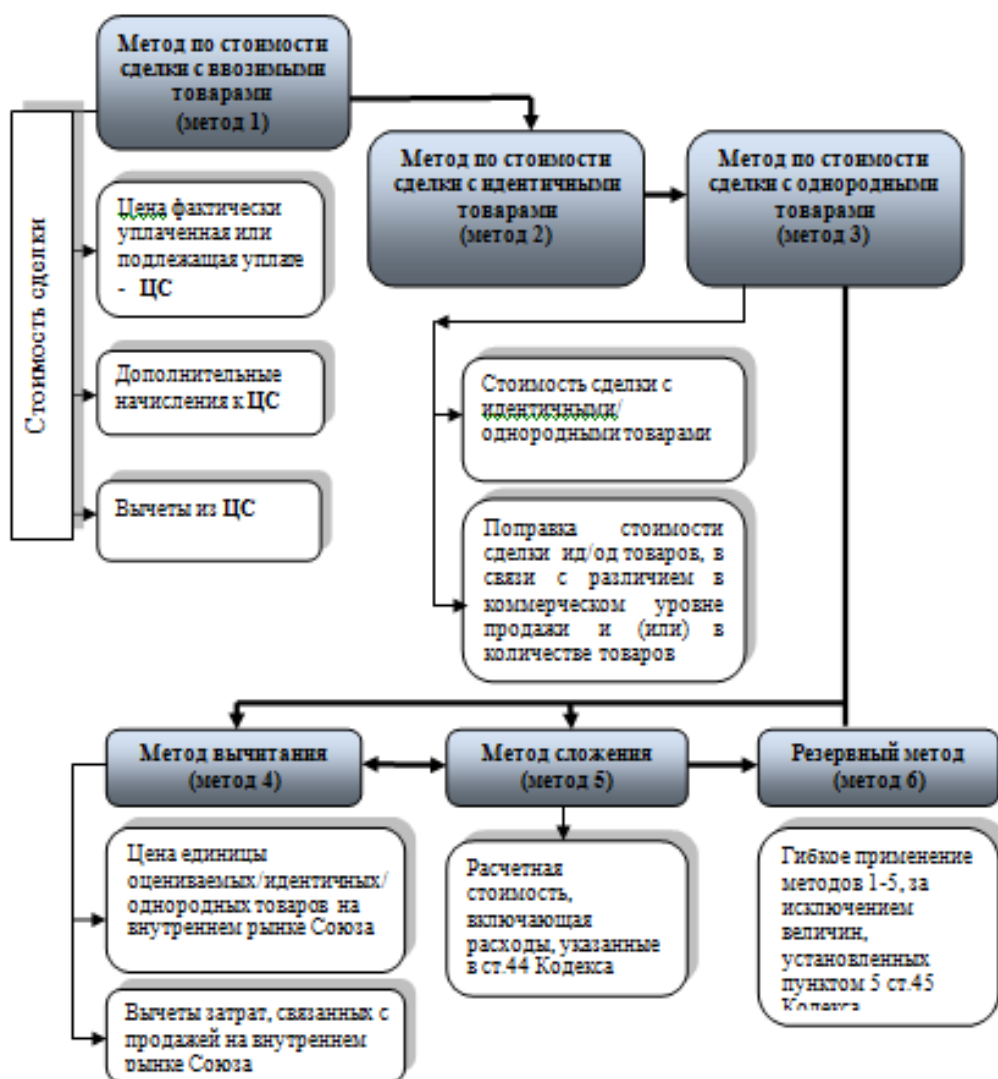 Метод по стоимости
сделки с ввозимыми
товарами
(метод 1)
Метод по стоимости
сделки с идентичными
товарами
(метод 2)
Метод по стоимости
сделки с однородными
товарами
(метод 3)
Стоимость сделки
Цена фактически
уплаченная или
подлежащая уплате
- ЦС
Дополнительные
начисления к ЦС
Вычеты из ЦС
Стоимость сделки с
идентичными/
однородными товарами
Поправка стоимости
сделки ид/од товаров, в
связи с различием в
коммерческом уровне
продажи и (или) в
количестве товаров
Метод вычитания
(метод 4)
Метод сложения
(метод 5)
Резервный метод
(метод 6)
Цена единицы
оцениваемых/идентичных/
однородных товаров на
внутреннем рынке Союза
Вычеты затрат, связанных с
продажей на внутреннем
рынке Союза
Расчетная
стоимость,
включающая
расходы, указанные
в ст.44 Кодекса
Гибкое применение
методов 1-5, за
исключением
величин,
установленных
пунктом 5 ст.45
Кодекса